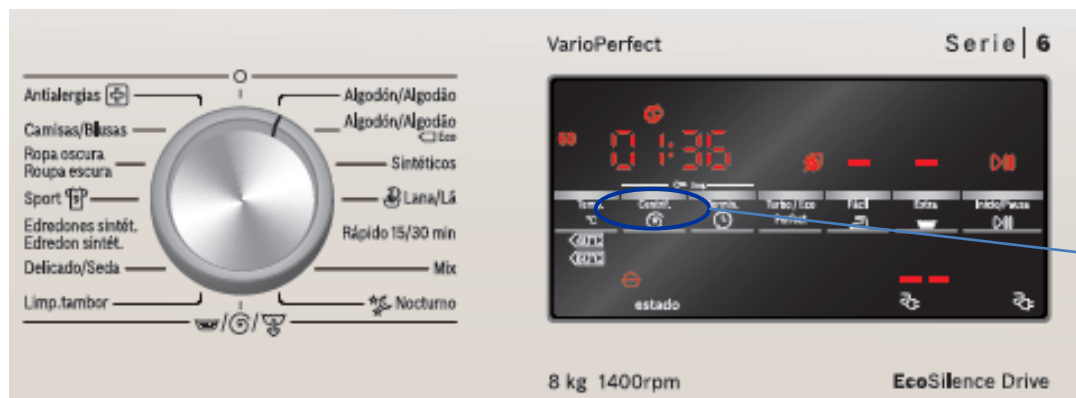 VarioPerfect
Serie | 6
Antialergias
Camisas/Blusas
Ropa oscura
Roupa escura
Sport
Edredones sintét.
Edredon sintét.
Delicado/Seda
Limp.tambor
Algodón/Algodão
Algodón/Algodão
Eco
Sintéticos
Lana/Lã
Rápido 15/30 min
Mix
Nocturno
01:36
Temp. Centrif. Turbo / Eco Fácil Extra Inicio/Pausa
°C Perfect
estado
8 kg 1400rpm
EcoSilence Drive